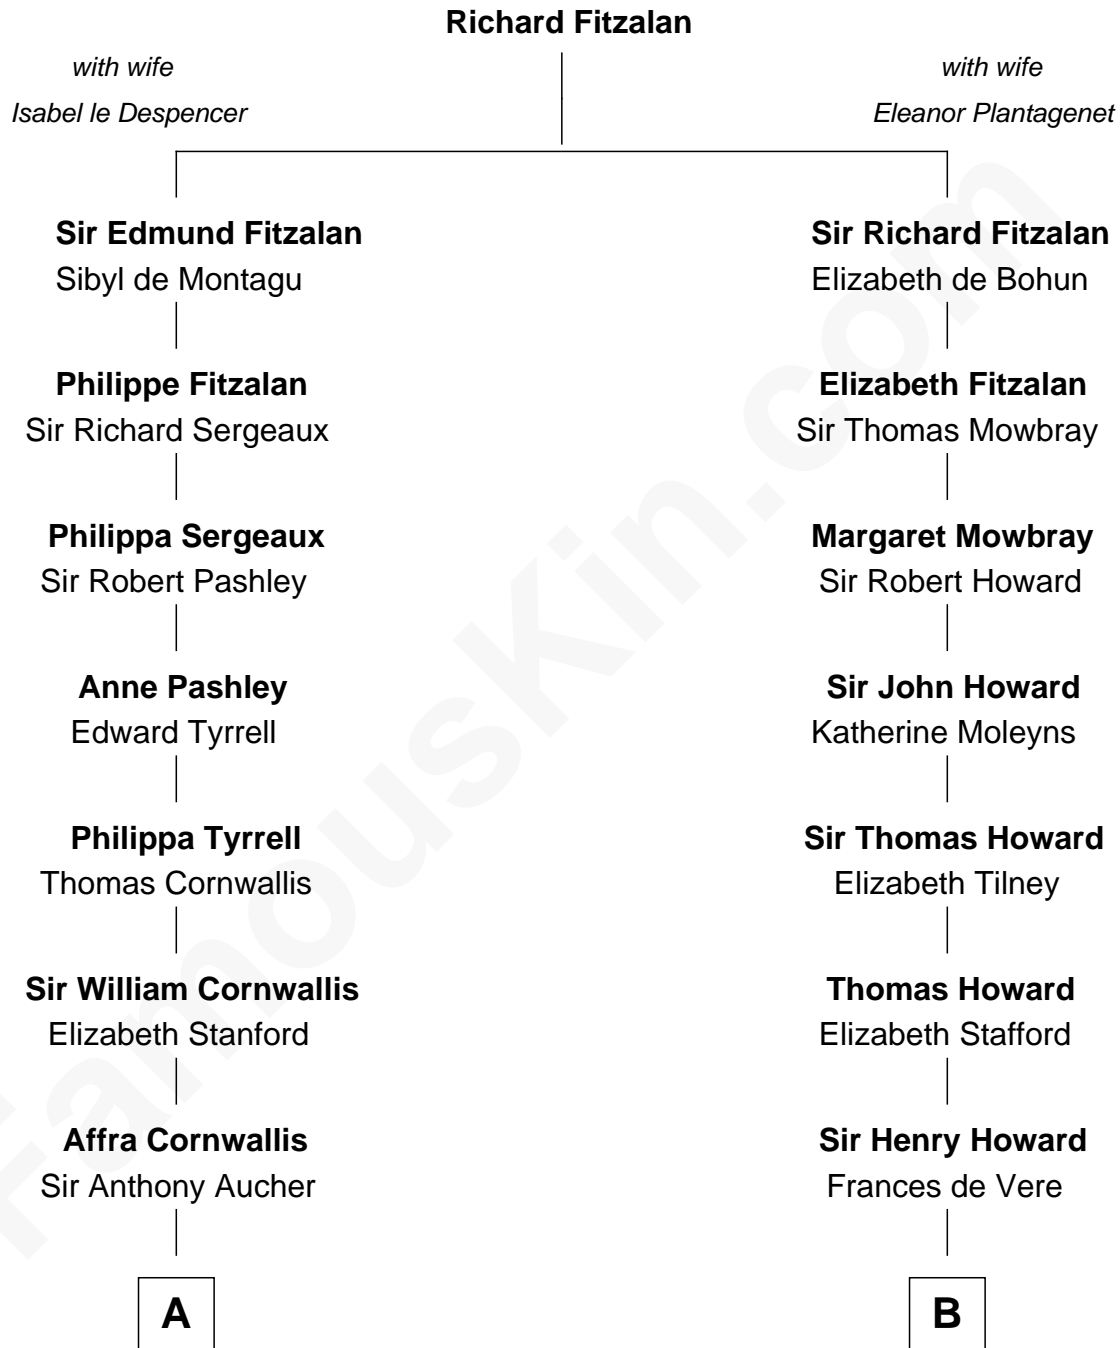 Richard Fitzalan
with wife
Isabel le Despencer
with wife
Eleanor Plantagenet
Sir Edmund Fitzalan
Sibyl de Montagu
Sir Richard Fitzalan
Elizabeth de Bohun
Philippe Fitzalan
Sir Richard Sergeaux
Elizabeth Fitzalan
Sir Thomas Mowbray
Philippa Sergeaux
Sir Robert Pashley
Margaret Mowbray
Sir Robert Howard
Anne Pashley
Edward Tyrrell
Sir John Howard
Katherine Moleyns
Philippa Tyrrell
Thomas Cornwallis
Sir Thomas Howard
Elizabeth Tilney
Sir William Cornwallis
Elizabeth Stanford
Thomas Howard
Elizabeth Stafford
Affra Cornwallis
Sir Anthony Aucher
Sir Henry Howard
Frances de Vere
A
B
FamousKin.com